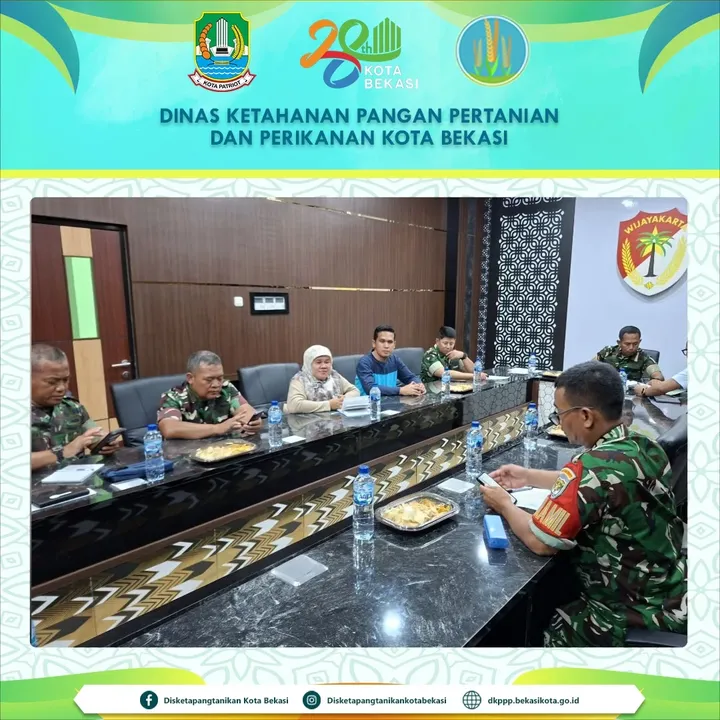 KOTA PATRIOT
28th
KOTA
BEKASI
DINAS KETAHANAN PANGAN PERTANIAN
DAN PERIKANAN KOTA BEKASI
WIJAYAKARTA
Disketapangtanikan Kota Bekasi
Disketapangtanikankotabekasi
dkppp.bekasikota.go.id